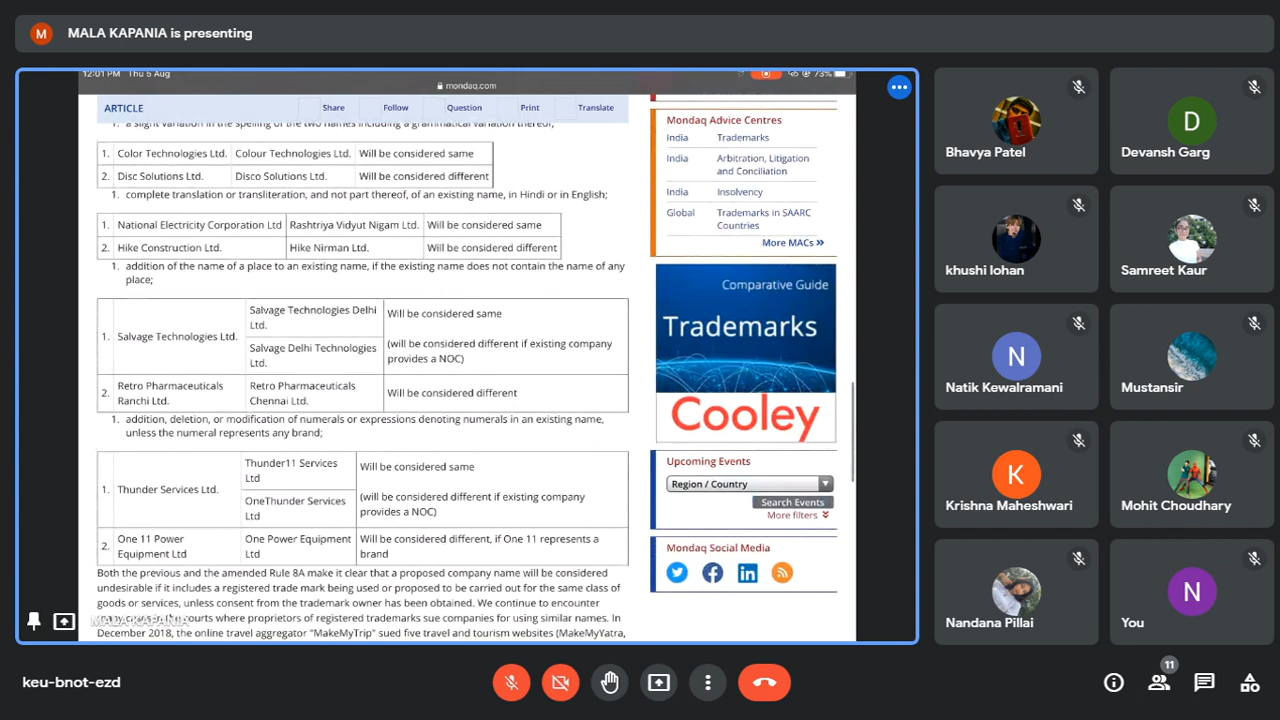 M MALA KAPANIA is presenting
12:01 PM Thu 5 Aug
73%
mondaq.com
ARTICLE Share Follow Question Print Translate
1. a slight variation in the spelling of the two names including a grammatical variation thereof;
1. Color Technologies Ltd. Colour Technologies Ltd. Will be considered same
2. Disc Solutions Ltd. Disco Solutions Ltd. Will be considered different
1. complete translation or transliteration, and not part thereof, of an existing name, in Hindi or in English;
1. National Electricity Corporation Ltd Rashtriya Vidyut Nigam Ltd. Will be considered same
2. Hike Construction Ltd. Hike Nirman Ltd. Will be considered different
1. addition of the name of a place to an existing name, if the existing name does not contain the name of any
place;
1. Salvage Technologies Ltd.
Salvage Technologies Delhi
Ltd.
Salvage Delhi Technologies
Ltd.
Will be considered same
(will be considered different if existing company
provides a NOC)
2. Retro Pharmaceuticals
Ranchi Ltd.
Retro Pharmaceuticals
Chennai Ltd.
Will be considered different
1. addition, deletion, or modification of numerals or expressions denoting numerals in an existing name,
unless the numeral represents any brand;
1. Thunder Services Ltd.
Thunder11 Services
Ltd
OneThunder Services
Ltd
Will be considered same
(will be considered different if existing company
provides a NOC)
2. One 11 Power
Equipment Ltd
One Power Equipment
Ltd
Will be considered different, if One 11 represents a
brand
Both the previous and the amended Rule 8A make it clear that a proposed company name will be considered
undesirable if it includes a registered trade mark being used or proposed to be carried out for the same class of
goods or services, unless consent from the trademark owner has been obtained. We continue to encounter
courts where proprietors of registered trademarks sue companies for using similar names. In
December 2018, the online travel aggregator "MakeMyTrip" sued five travel and tourism websites (MakeMyYatra,
MALA KAPANIA
Mondaq Advice Centres
India Trademarks
India Arbitration, Litigation
and Conciliation
India Insolvency
Global Trademarks in SAARC
Countries
More MACs
Comparative Guide
Trademarks
Cooley
Upcoming Events
Region / Country
Search Events
More filters
Mondaq Social Media
Bhavya Patel
D
Devansh Garg
khushi lohan
Samreet Kaur
N
Natik Kewalramani
Mustansir
K
Krishna Maheshwari
Mohit Choudhary
Nandana Pillai
N
You
keu-bnot-ezd
11